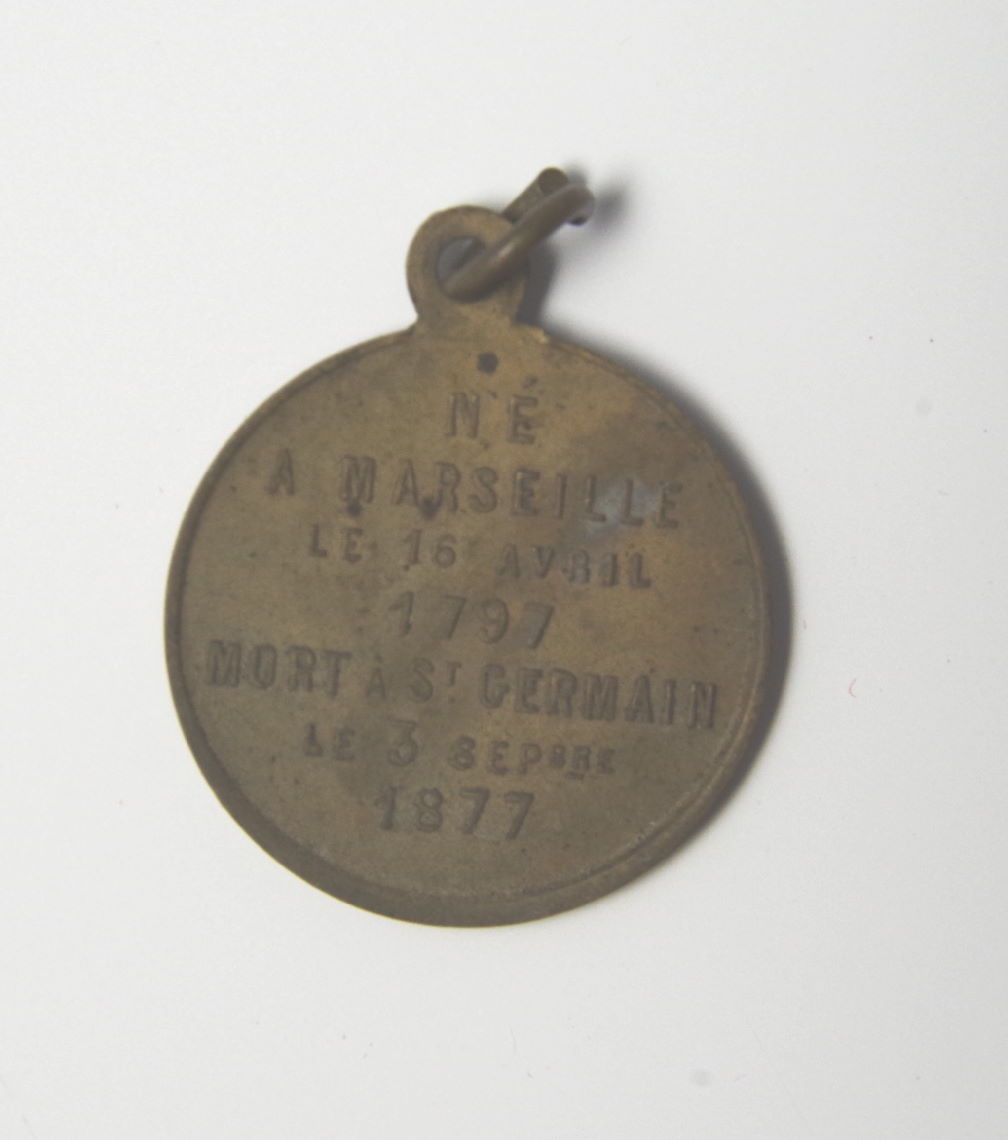 NÉ
A MARSEILLE
LE 16 AVRIL
1797
MORT À ST GERMAIN
LE 3 SEPBRE
1877